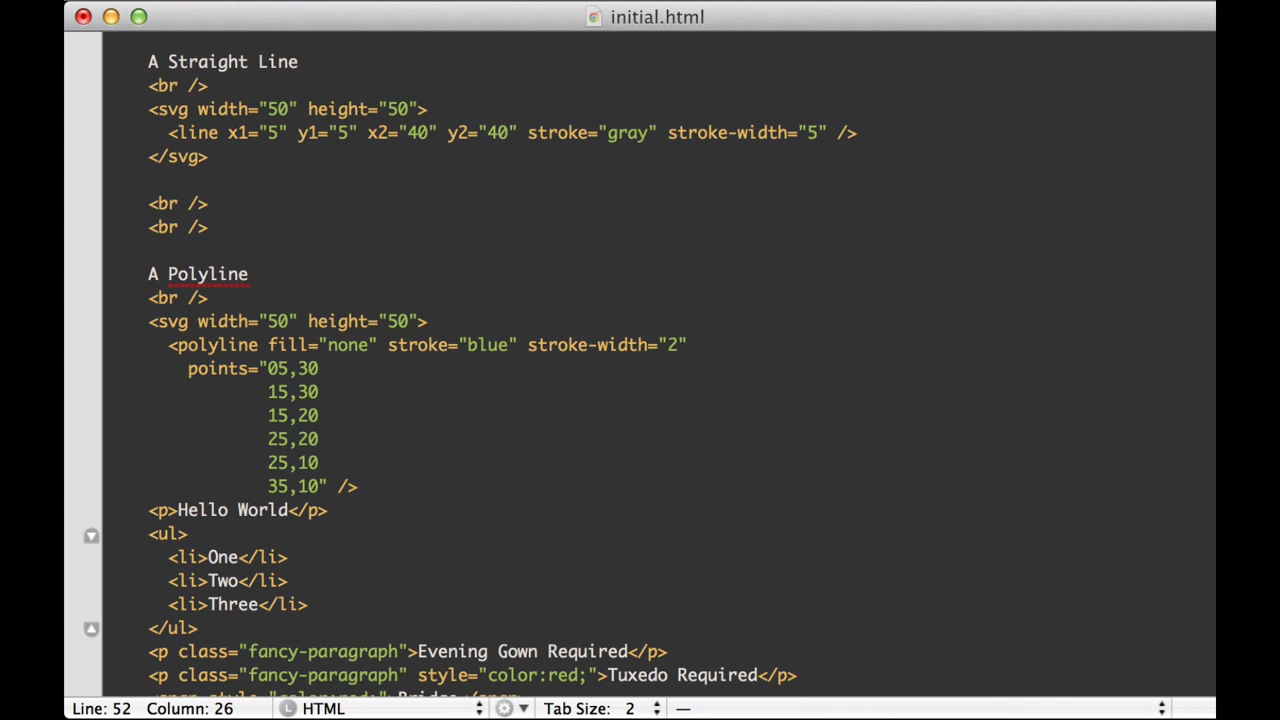 initial.html
A Straight Line
<br />
<svg width="50" height="50">
  <line x1="5" y1="5" x2="40" y2="40" stroke="gray" stroke-width="5" />
</svg>
<br />
<br />
A Polyline
<br />
<svg width="50" height="50">
  <polyline fill="none" stroke="blue" stroke-width="2"
    points="05,30
            15,30
            15,20
            25,20
            25,10
            35,10" />
<p>Hello World</p>
<ul>
  <li>One</li>
  <li>Two</li>
  <li>Three</li>
</ul>
<p class="fancy-paragraph">Evening Gown Required</p>
<p class="fancy-paragraph" style="color:red;">Tuxedo Required</p>
Line: 52 Column: 26 L HTML Tab Size: 2 —